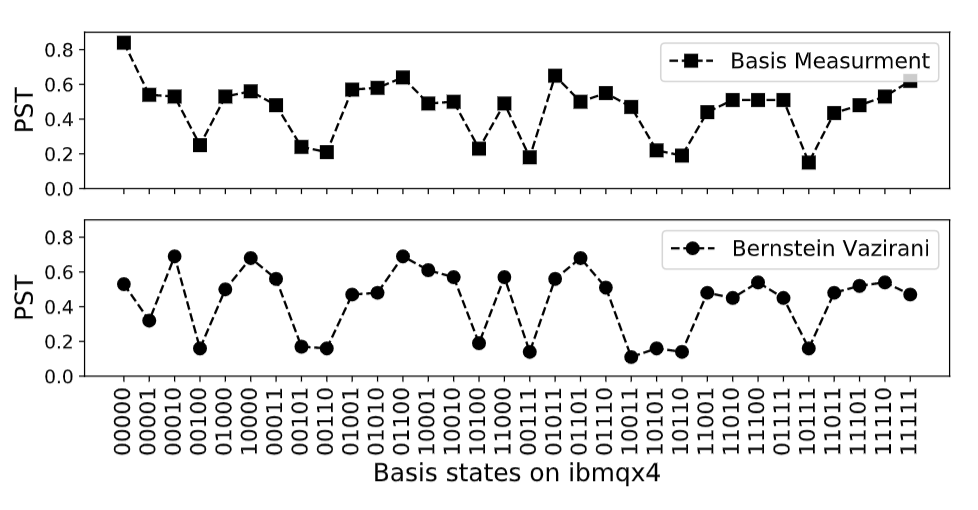 PST
0.8
0.6
0.4
0.2
0.0
Basis Measurment
PST
0.8
0.6
0.4
0.2
0.0
Bernstein Vazirani
00000 00001 00010 00100 01000 10000 00011 00101 00110 01001 01010 01100 10001 10010 10100 11000 00111 01011 01101 01110 10011 10101 10110 11001 11010 11100 01111 10111 11011 11101 11110 11111
Basis states on ibmqx4